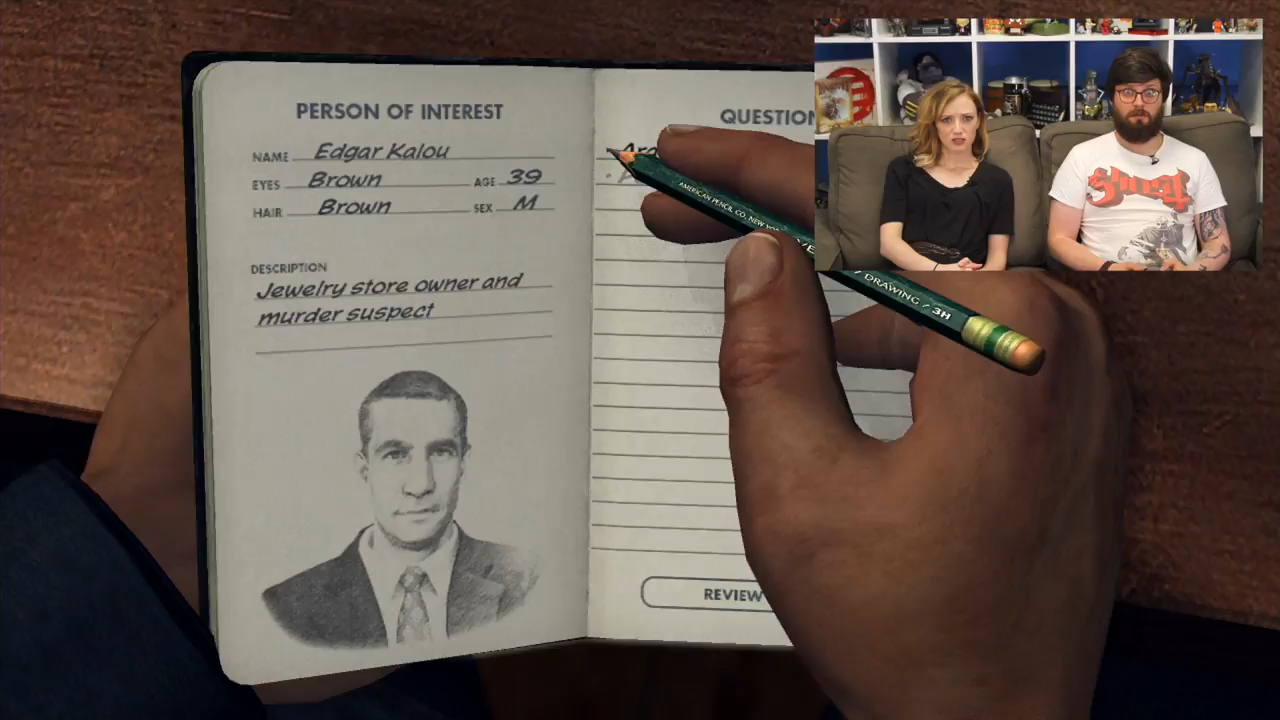 PERSON OF INTEREST
NAME Edgar Kalou
EYES Brown AGE 39
HAIR Brown SEX M
DESCRIPTION
Jewelry store owner and
murder suspect
QUESTION
AMERICAN PENCIL CO. NEW YORK
DRAWING / 3H
REVIEW
Ghost